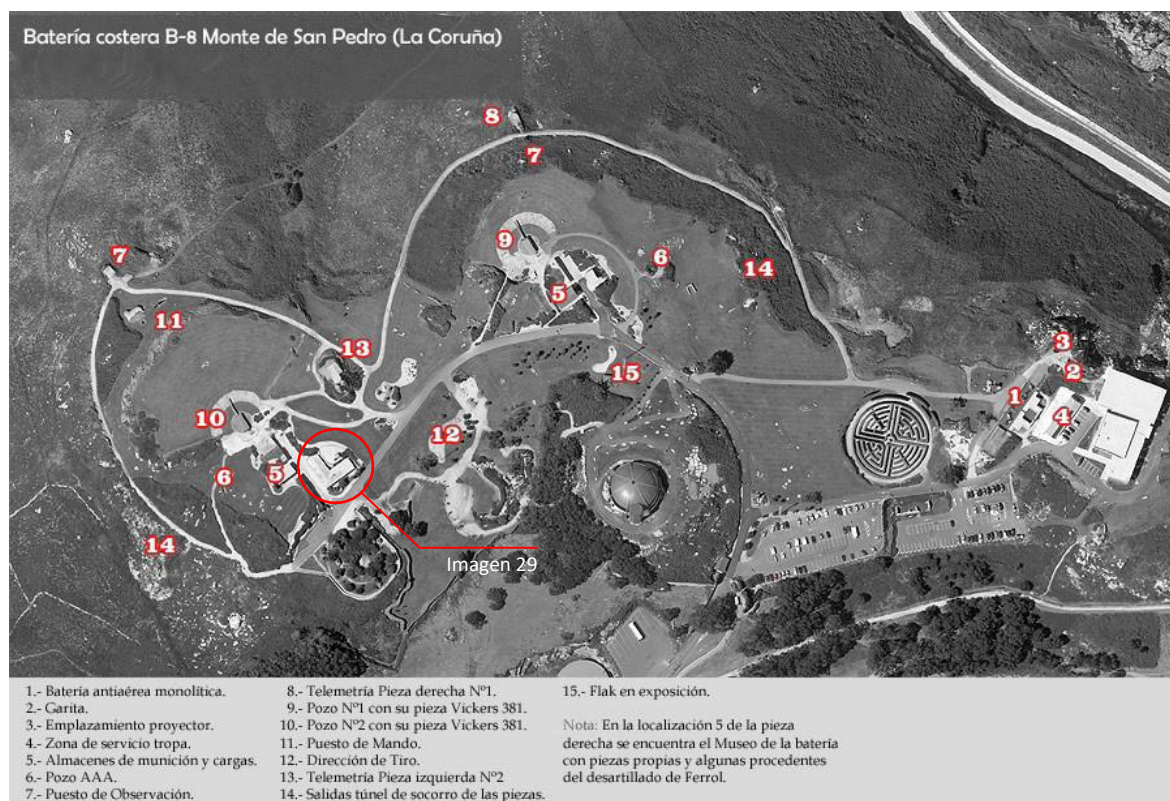 Batería costera B-8 Monte de San Pedro (La Coruña)
8
7
9
6
7
5
14
11
13
3
2
15
1
4
10
12
6
5
14
Imagen 29
1.- Batería antiaérea monolítica.
2.- Garita.
3.- Emplazamiento proyector.
4.- Zona de servicio tropa.
5.- Almacenes de munición y cargas.
6.- Pozo AAA.
7.- Puesto de Observación.
8.- Telemetría Pieza derecha Nº1.
9.- Pozo Nº1 con su pieza Vickers 381.
10.- Pozo Nº2 con su pieza Vickers 381.
11.- Puesto de Mando.
12.- Dirección de Tiro.
13.- Telemetría Pieza izquierda Nº2
14.- Salidas túnel de socorro de las piezas.
15.- Flak en exposición.
Nota: En la localización 5 de la pieza
derecha se encuentra el Museo de la batería
con piezas propias y algunas procedentes
del desartillado de Ferrol.